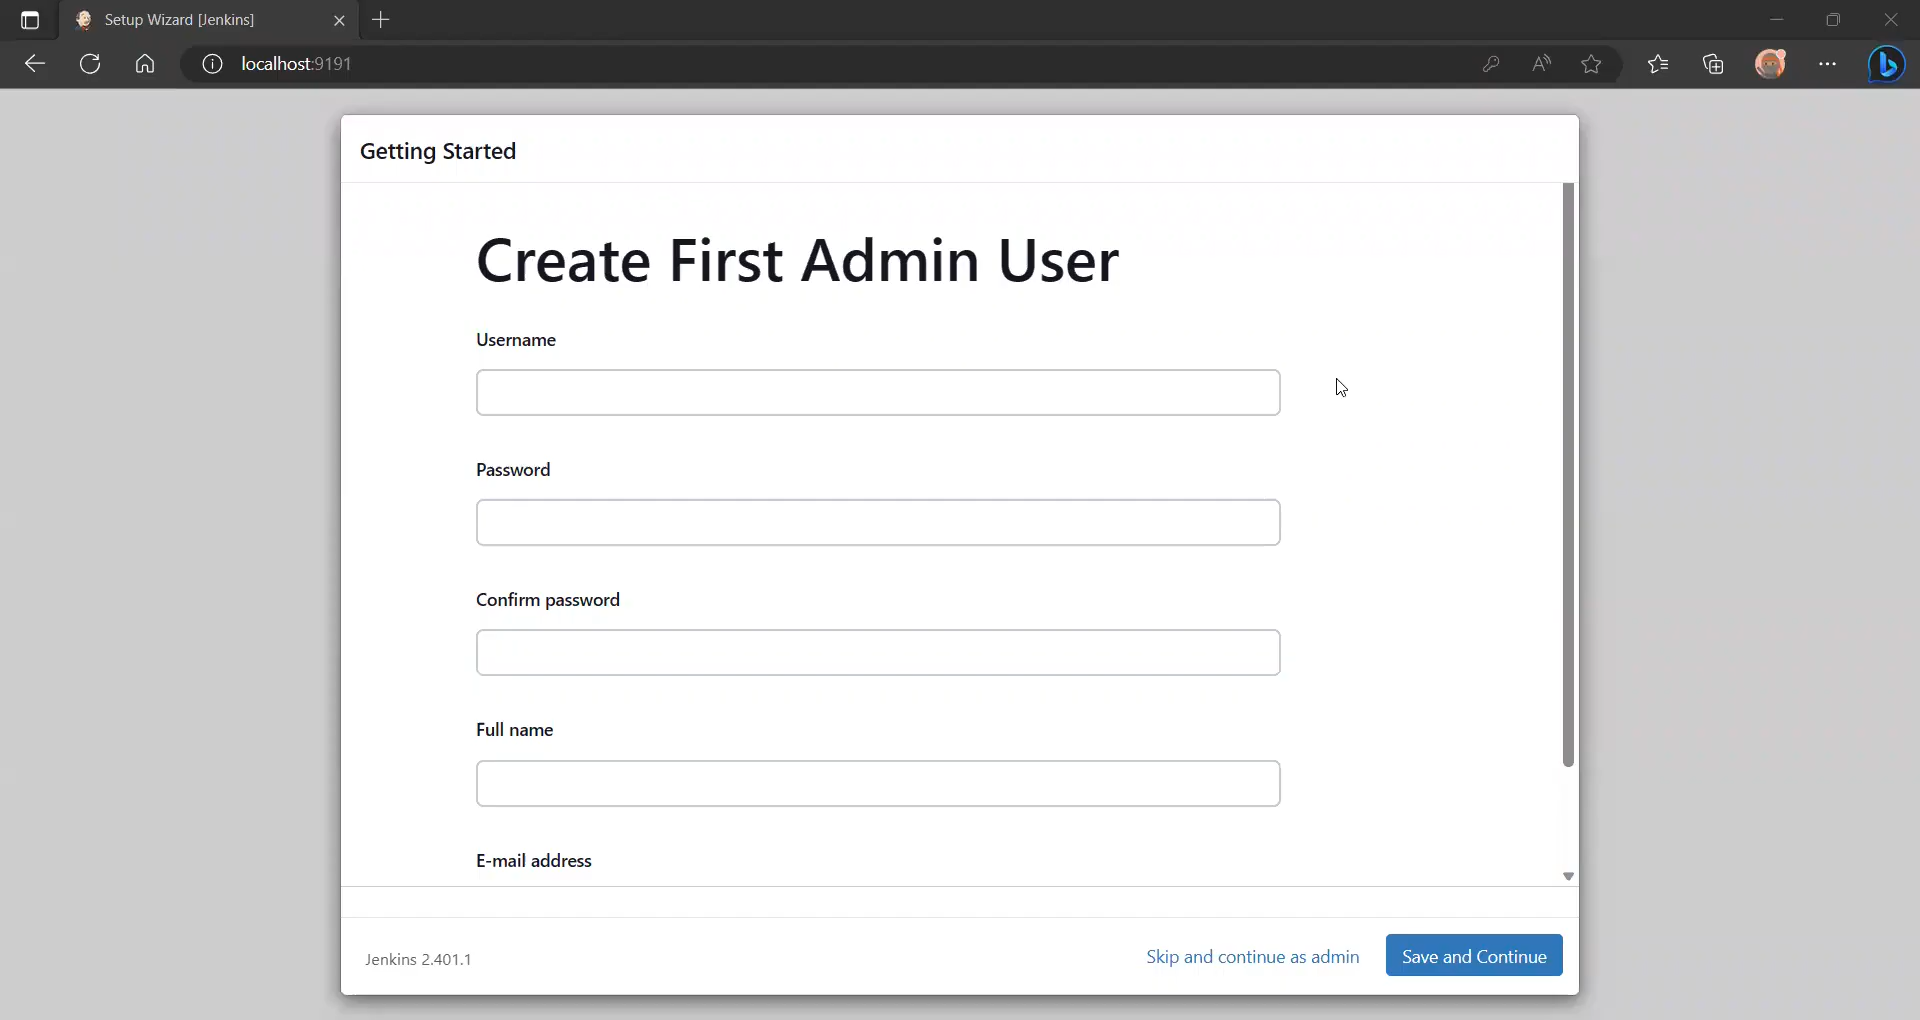 Setup Wizard [Jenkins]
localhost:9191
Getting Started
Create First Admin User
Username
Password
Confirm password
Full name
E-mail address
Jenkins 2.401.1
Skip and continue as admin
Save and Continue